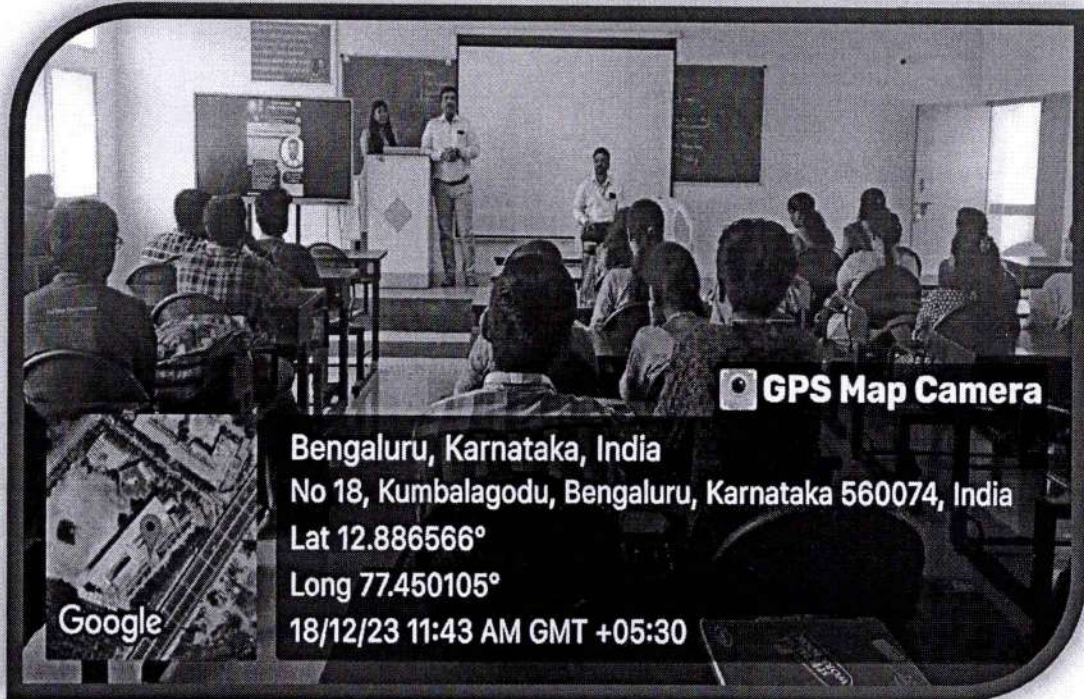 GPS Map Camera
Bengaluru, Karnataka, India
No 18, Kumbalagodu, Bengaluru, Karnataka 560074, India
Lat 12.886566°
Long 77.450105°
18/12/23 11:43 AM GMT +05:30
Google